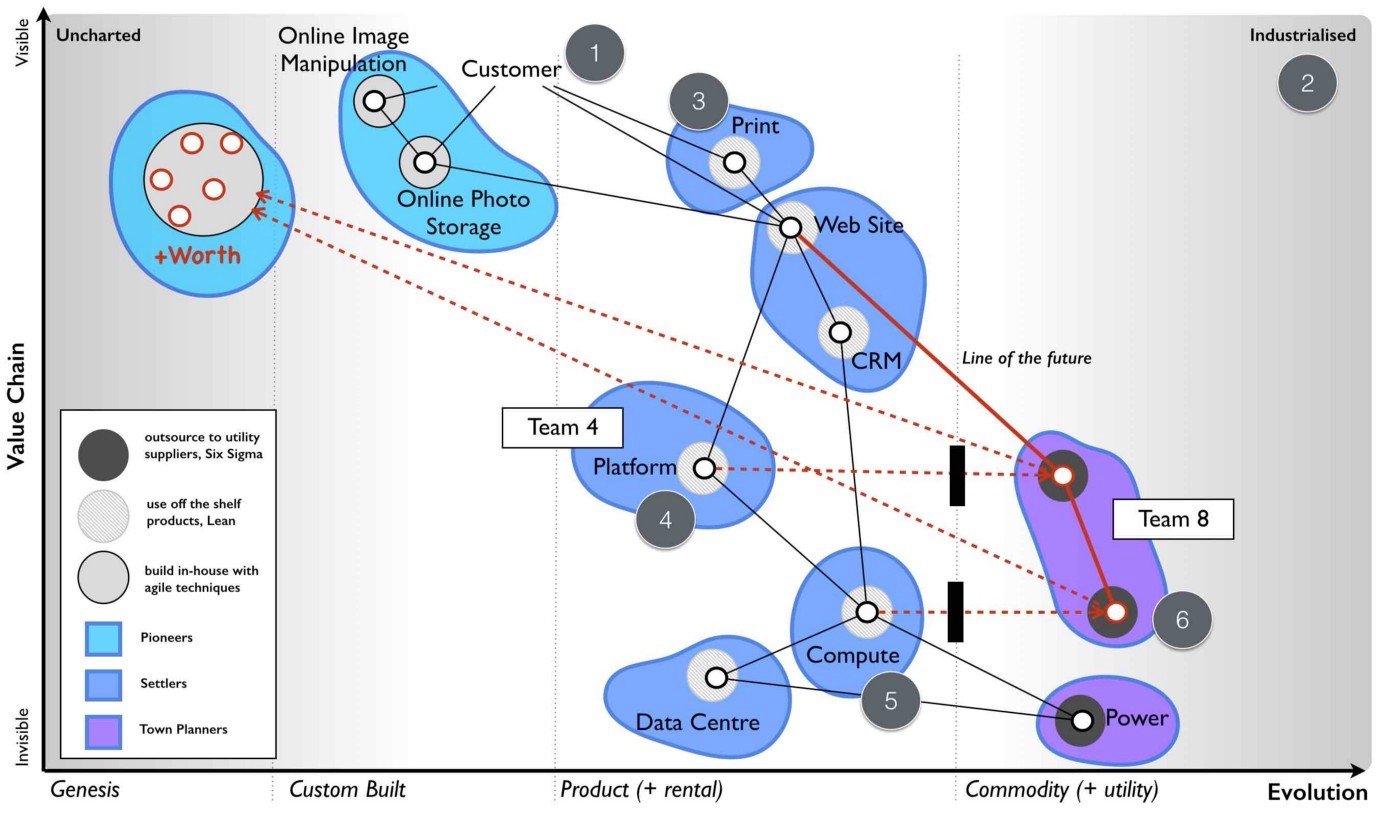 Visible
Uncharted
Online Image
Manipulation
Customer
1
Industrialised
2
3
Print
Online Photo
Storage
Web Site
+Worth
CRM
Line of the future
Value Chain
Team 4
Platform
4
Team 8
outsource to utility
suppliers, Six Sigma
use off the shelf
products, Lean
build in-house with
agile techniques
Pioneers
Settlers
Town Planners
Compute
6
5
Data Centre
Power
Invisible
Genesis
Custom Built
Product (+ rental)
Commodity (+ utility)
Evolution